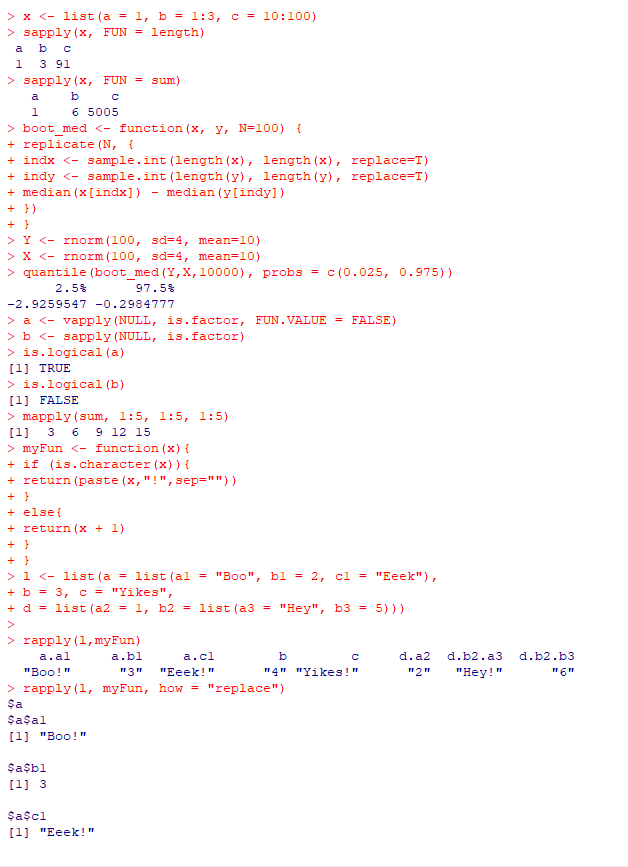 > x <- list(a = 1, b = 1:3, c = 10:100)
> sapply(x, FUN = length)
 a  b  c
 1  3 91
> sapply(x, FUN = sum)
   a    b    c
   1    6 5005
> boot_med <- function(x, y, N=100) {
+ replicate(N, {
+ indx <- sample.int(length(x), length(x), replace=T)
+ indy <- sample.int(length(y), length(y), replace=T)
+ median(x[indx]) - median(y[indy])
+ })
+ }
> Y <- rnorm(100, sd=4, mean=10)
> X <- rnorm(100, sd=4, mean=10)
> quantile(boot_med(Y,X,10000), probs = c(0.025, 0.975))
      2.5%      97.5%
-2.9259547 -0.2984777
> a <- vapply(NULL, is.factor, FUN.VALUE = FALSE)
> b <- sapply(NULL, is.factor)
> is.logical(a)
[1] TRUE
> is.logical(b)
[1] FALSE
> mapply(sum, 1:5, 1:5, 1:5)
[1]  3  6  9 12 15
> myFun <- function(x){
+ if (is.character(x)){
+ return(paste(x,"!",sep=""))
+ }
+ else{
+ return(x + 1)
+ }
+ }
> l <- list(a = list(a1 = "Boo", b1 = 2, c1 = "Eeek"),
+ b = 3, c = "Yikes",
+ d = list(a2 = 1, b2 = list(a3 = "Hey", b3 = 5)))
>
> rapply(l,myFun)
    a.a1     a.b1     a.c1        b        c     d.a2  d.b2.a3  d.b2.b3
  "Boo!"      "3"  "Eeek!"      "4" "Yikes!"      "2"   "Hey!"      "6"
> rapply(l, myFun, how = "replace")
$a
$a$a1
[1] "Boo!"

$a$b1
[1] 3

$a$c1
[1] "Eeek!"